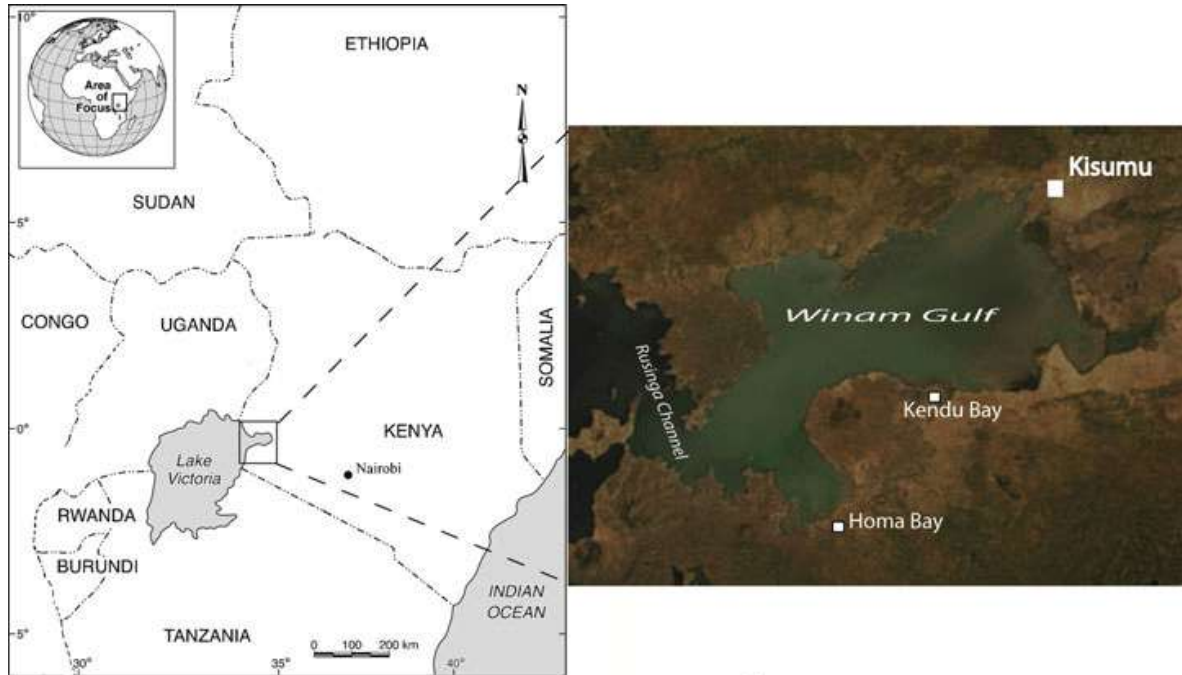 10°
ETHIOPIA
Area
of
Focus
N
Kisumu
SUDAN
5°
CONGO
UGANDA
SOMALIA
Winam Gulf
Rusinga Channel
Kendu Bay
0°
KENYA
Lake
Victoria
Nairobi
RWANDA
Homa Bay
BURUNDI
INDIAN
OCEAN
5°
TANZANIA
0 100 200 km
30°
35°
40°